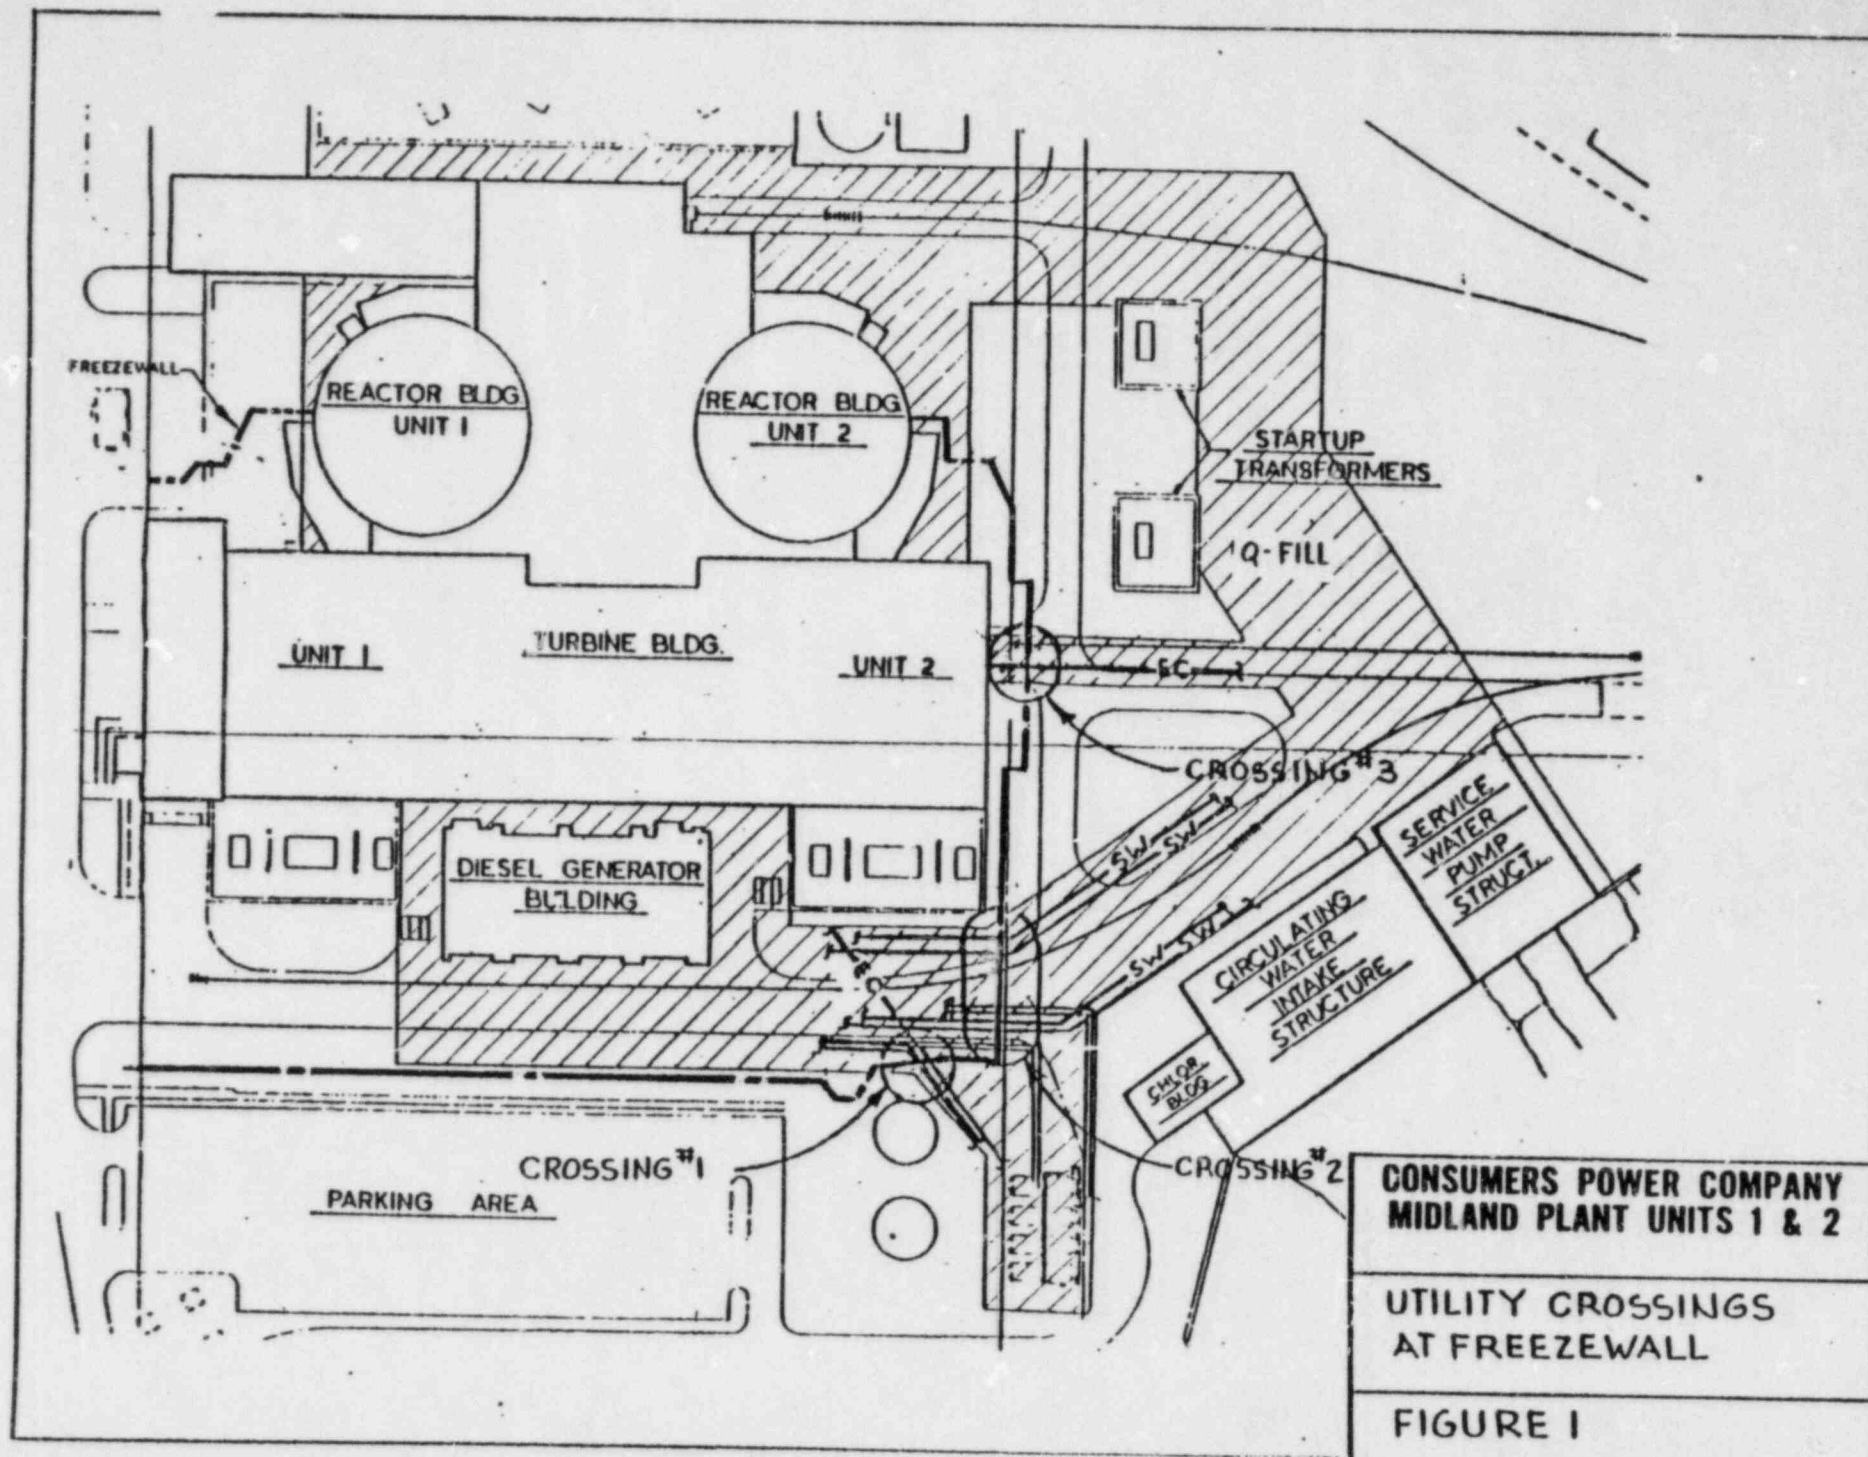 FREEZEWALL
REACTOR BLDG
UNIT 1
REACTOR BLDG
UNIT 2
STARTUP
TRANSFORMERS
Q-FILL
UNIT 1
TURBINE BLDG.
UNIT 2
EC
CROSSING #3
SW
SW
DIESEL GENERATOR
BUILDING
SERVICE
WATER
PUMP
STRUCT.
SW
SW
CIRCULATING
WATER
INTAKE
STRUCTURE
CHLOR
BLDG
CROSSING #1
CROSSING #2
PARKING AREA
CONSUMERS POWER COMPANY
MIDLAND PLANT UNITS 1 & 2
UTILITY CROSSINGS
AT FREEZEWALL
FIGURE 1